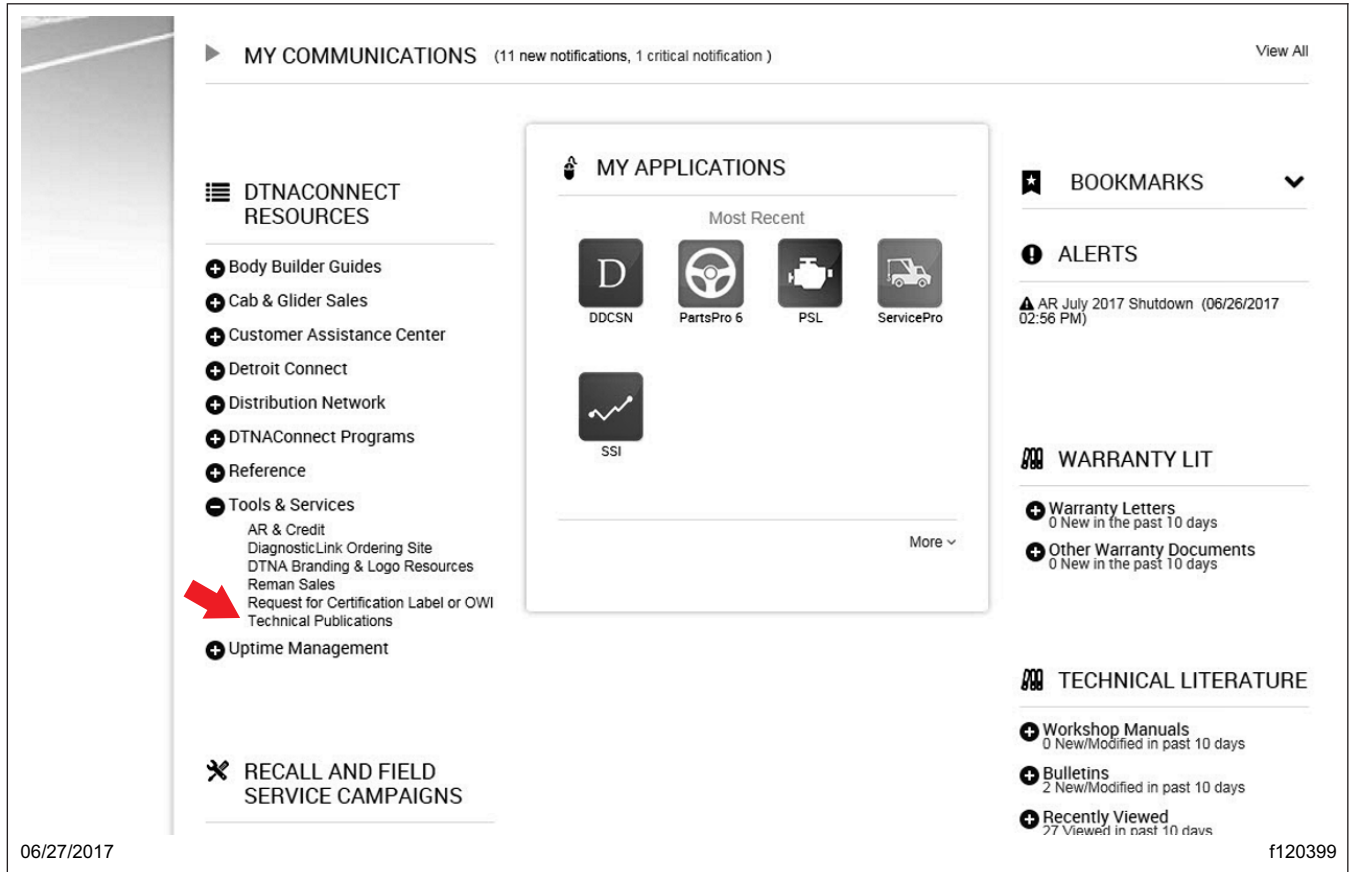 MY COMMUNICATIONS (11 new notifications, 1 critical notification )
View All
DTNACONNECT
RESOURCES
Body Builder Guides
Cab & Glider Sales
Customer Assistance Center
Detroit Connect
Distribution Network
DTNAConnect Programs
Reference
Tools & Services
AR & Credit
DiagnosticLink Ordering Site
DTNA Branding & Logo Resources
Reman Sales
Request for Certification Label or OWI
Technical Publications
Uptime Management
RECALL AND FIELD
SERVICE CAMPAIGNS
MY APPLICATIONS
Most Recent
D
DDCSN
PartsPro 6
PSL
ServicePro
SSI
More
BOOKMARKS
ALERTS
AR July 2017 Shutdown (06/26/2017
02:56 PM)
WARRANTY LIT
Warranty Letters
0 New in the past 10 days
Other Warranty Documents
0 New in the past 10 days
TECHNICAL LITERATURE
Workshop Manuals
0 New/Modified in past 10 days
Bulletins
2 New/Modified in past 10 days
Recently Viewed
27 Viewed in past 10 days
06/27/2017
f120399